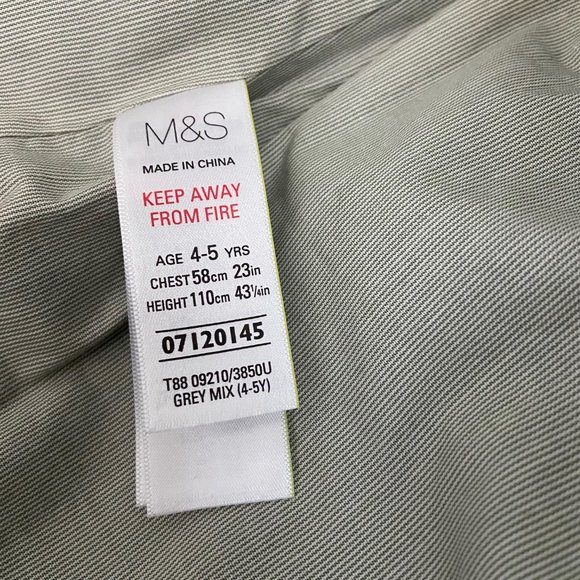 M&S
MADE IN CHINA
KEEP AWAY
FROM FIRE
AGE 4-5 YRS
CHEST 58cm 23in
HEIGHT 110cm 43¼in
07120145
T88 09210/3850U
GREY MIX (4-5Y)